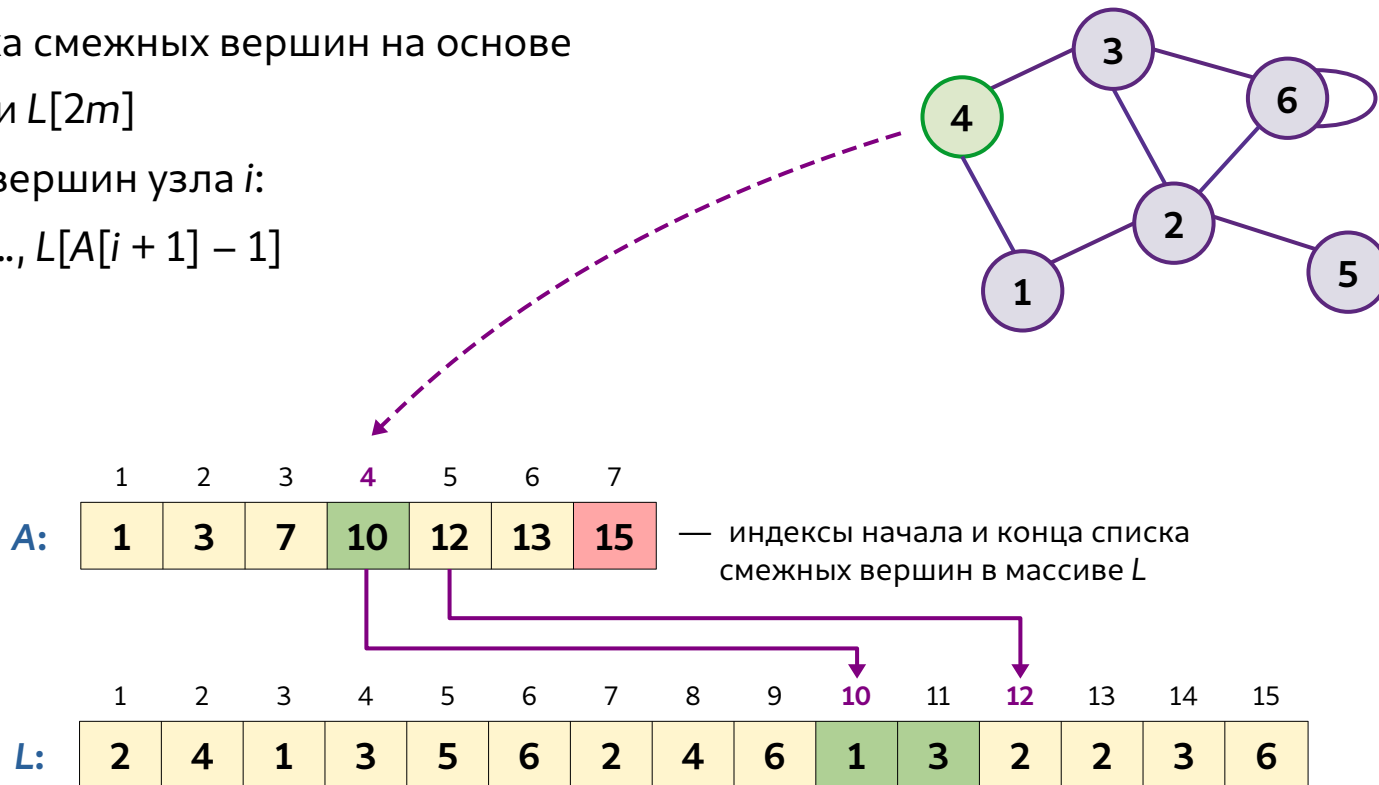 ка смежных вершин на основе
и L[2m]
вершин узла i:
.., L[A[i + 1] – 1]
3
6
4
2
5
1
1 2 3 4 5 6 7
A: 1 3 7 10 12 13 15 — индексы начала и конца списка
смежных вершин в массиве L
1 2 3 4 5 6 7 8 9 10 11 12 13 14 15
L: 2 4 1 3 5 6 2 4 6 1 3 2 2 3 6